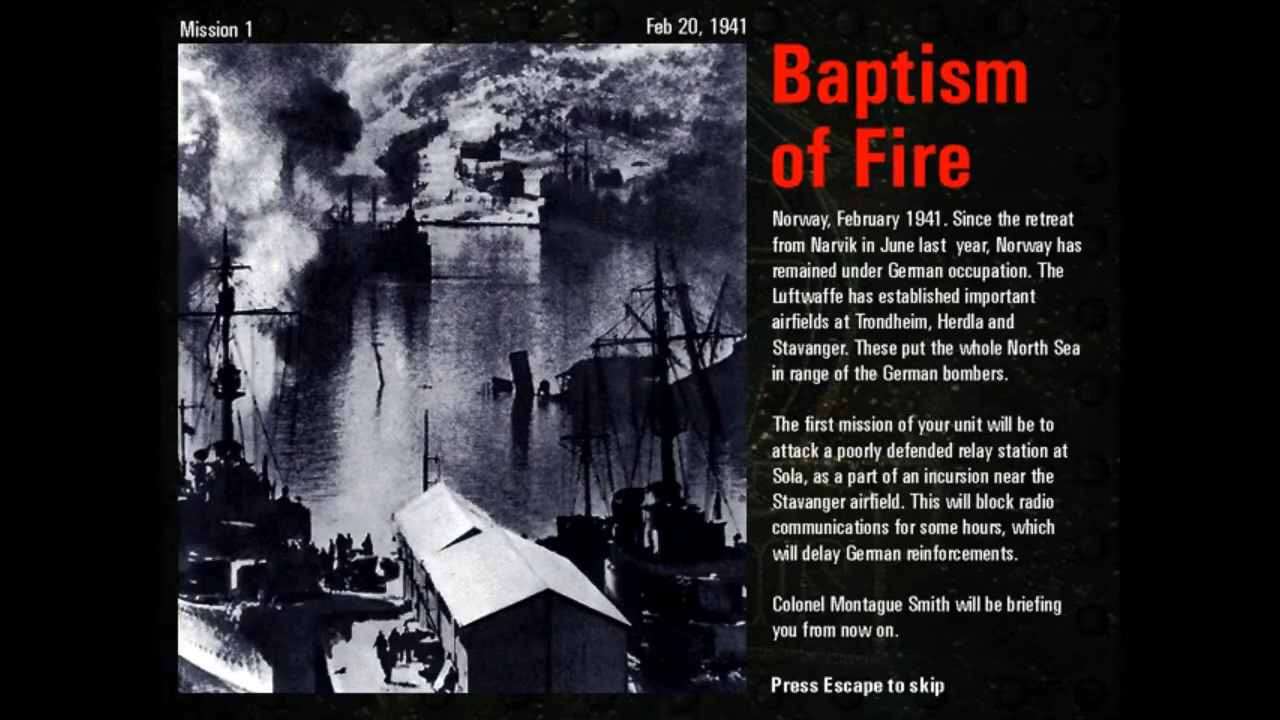 Mission 1
Feb 20, 1941
Baptism
of Fire
Norway, February 1941. Since the retreat
from Narvik in June last  year, Norway has
remained under German occupation. The
Luftwaffe has established important
airfields at Trondheim, Herdla and
Stavanger. These put the whole North Sea
in range of the German bombers.
The first mission of your unit will be to
attack a poorly defended relay station at
Sola, as a part of an incursion near the
Stavanger airfield. This will block radio
communications for some hours, which
will delay German reinforcements.
Colonel Montague Smith will be briefing
you from now on.
Press Escape to skip